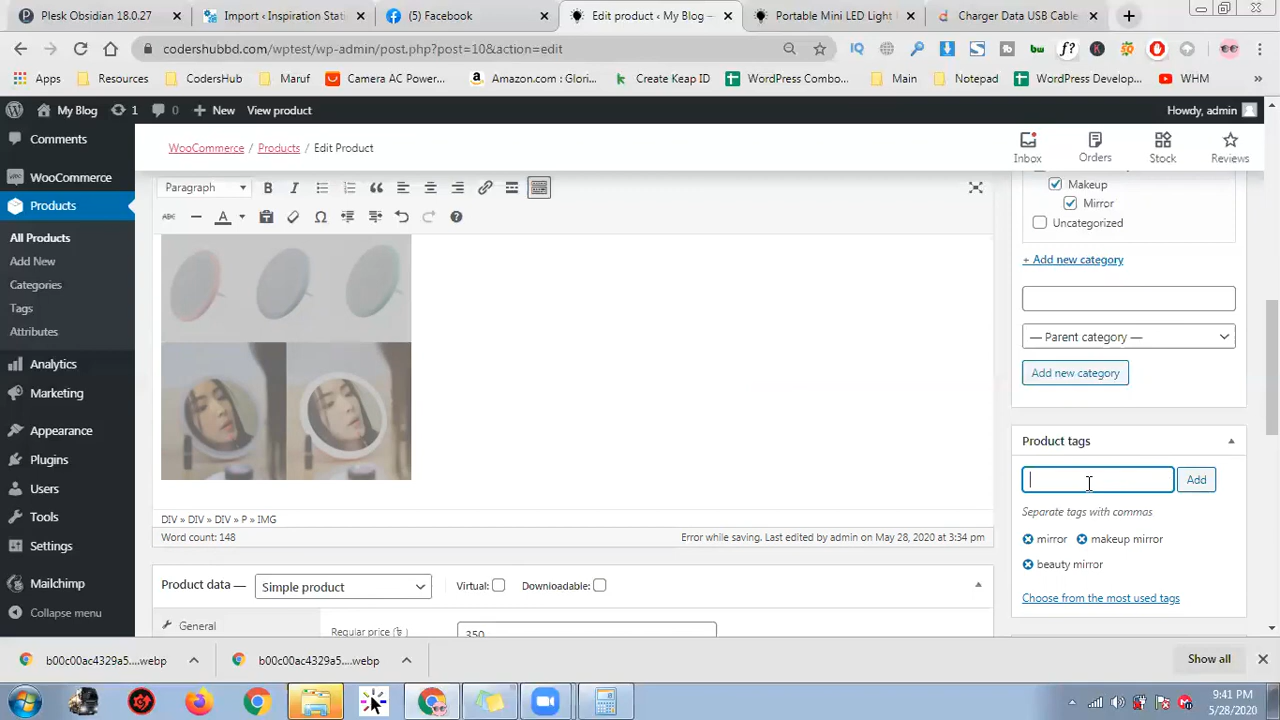 Plesk Obsidian 18.0.27
Import ‹ Inspiration Station
(6) Facebook
Edit product ‹ My Blog —
Portable Mini LED Light
Charger Data USB Cable
codershubbd.com/wptest/wp-admin/post.php?post=10&action=edit
Apps Resources CodersHub Maruf Camera AC Power... Amazon.com : Glori... Create Keap ID WordPress Combo... Main Notepad WordPress Develop... WHM
My Blog 1 0 New View product Howdy, admin
Comments
WooCommerce
Products
All Products
Add New
Categories
Tags
Attributes
Analytics
Marketing
Appearance
Plugins
Users
Tools
Settings
Mailchimp
Collapse menu
WooCommerce / Products / Edit Product
Inbox Orders Stock Reviews
Paragraph
DIV » DIV » DIV » P » IMG
Word count: 148 Error while saving. Last edited by admin on May 28, 2020 at 3:34 pm
Product data — Simple product Virtual: Downloadable:
General
Regular price (৳ )
350
Makeup
Mirror
Uncategorized
+ Add new category
— Parent category —
Add new category
Product tags
Add
Separate tags with commas
mirror makeup mirror
beauty mirror
Choose from the most used tags
b00c00ac4329a5....webp b00c00ac4329a5....webp Show all
9:41 PM
5/28/2020